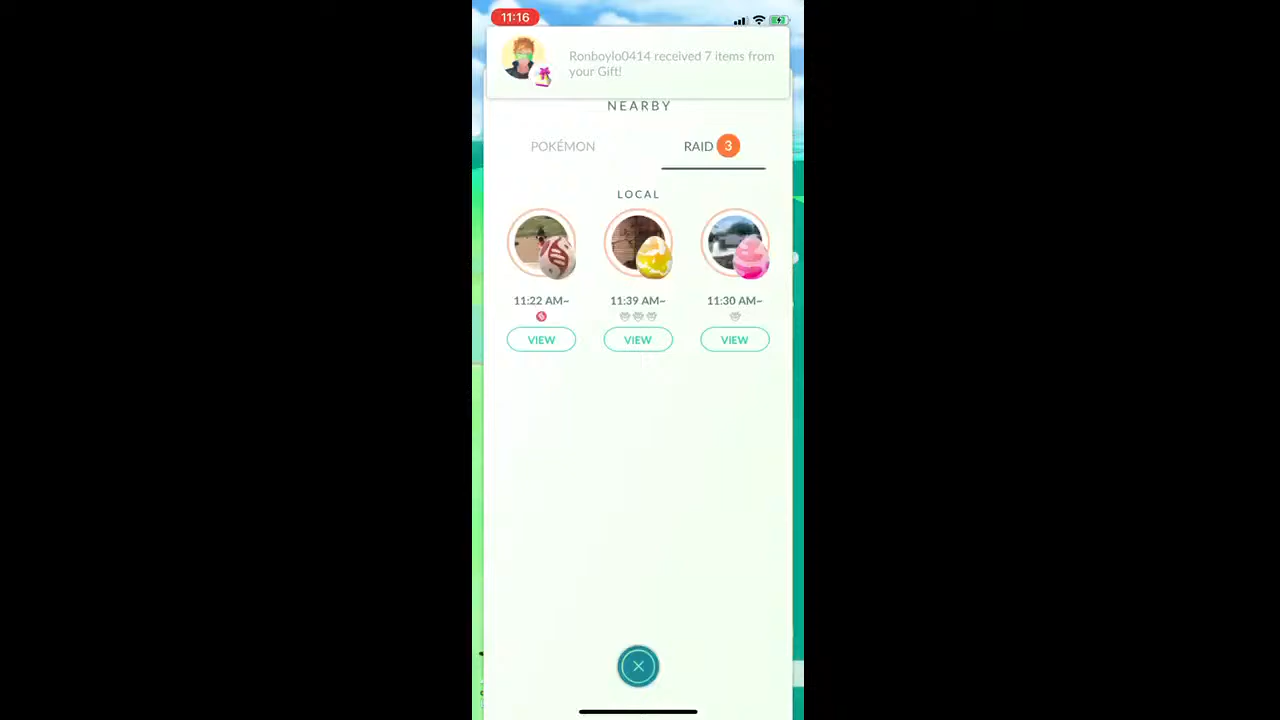 11:16
Ronboylo0414 received 7 items from
your Gift!
NEARBY
POKÉMON
RAID 3
LOCAL
11:22 AM~
11:39 AM~
11:30 AM~
VIEW
VIEW
VIEW